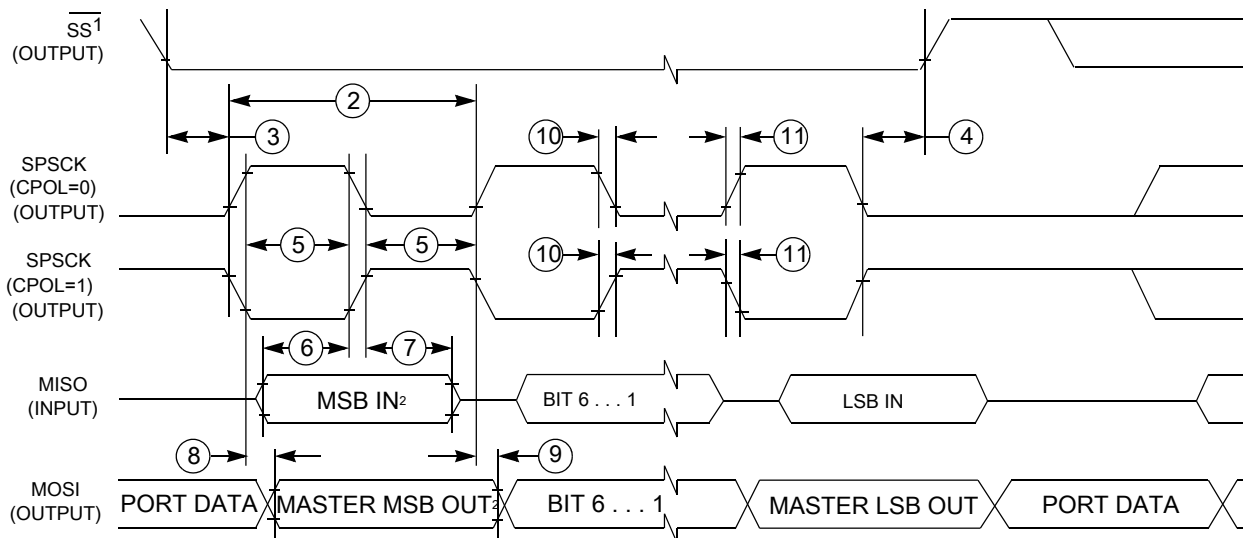 SS1
(OUTPUT)
2
3
10
11
4
SPSCK
(CPOL=0)
(OUTPUT)
5
5
SPSCK
(CPOL=1)
(OUTPUT)
10
11
6
7
MISO
(INPUT)
MSB IN2
BIT 6 . . . 1
LSB IN
8
9
MOSI
(OUTPUT)
PORT DATA
MASTER MSB OUT2
BIT 6 . . . 1
MASTER LSB OUT
PORT DATA